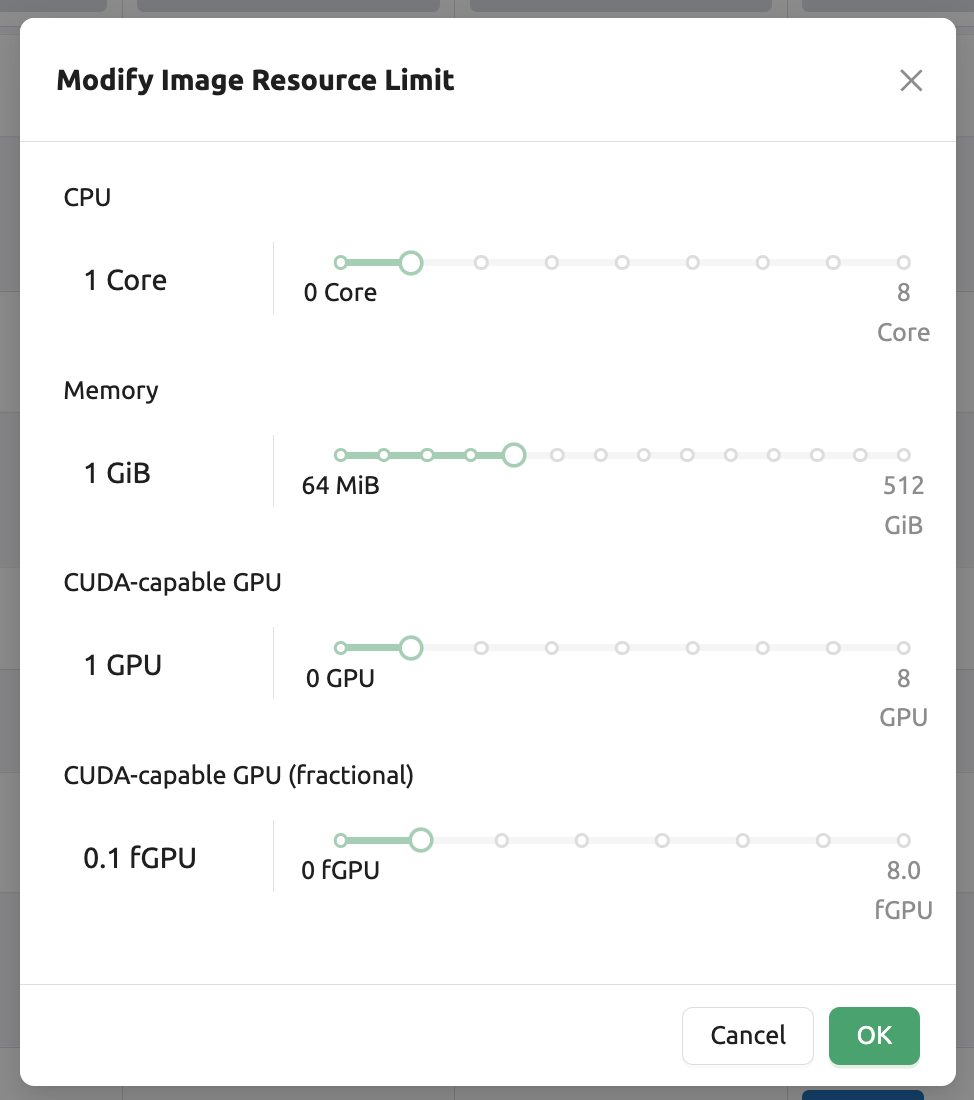 Modify Image Resource Limit
CPU
1 Core
0 Core
8
Core
Memory
1 GiB
64 MiB
512
GiB
CUDA-capable GPU
1 GPU
0 GPU
8
GPU
CUDA-capable GPU (fractional)
0.1 fGPU
0 fGPU
8.0
fGPU
Cancel
OK